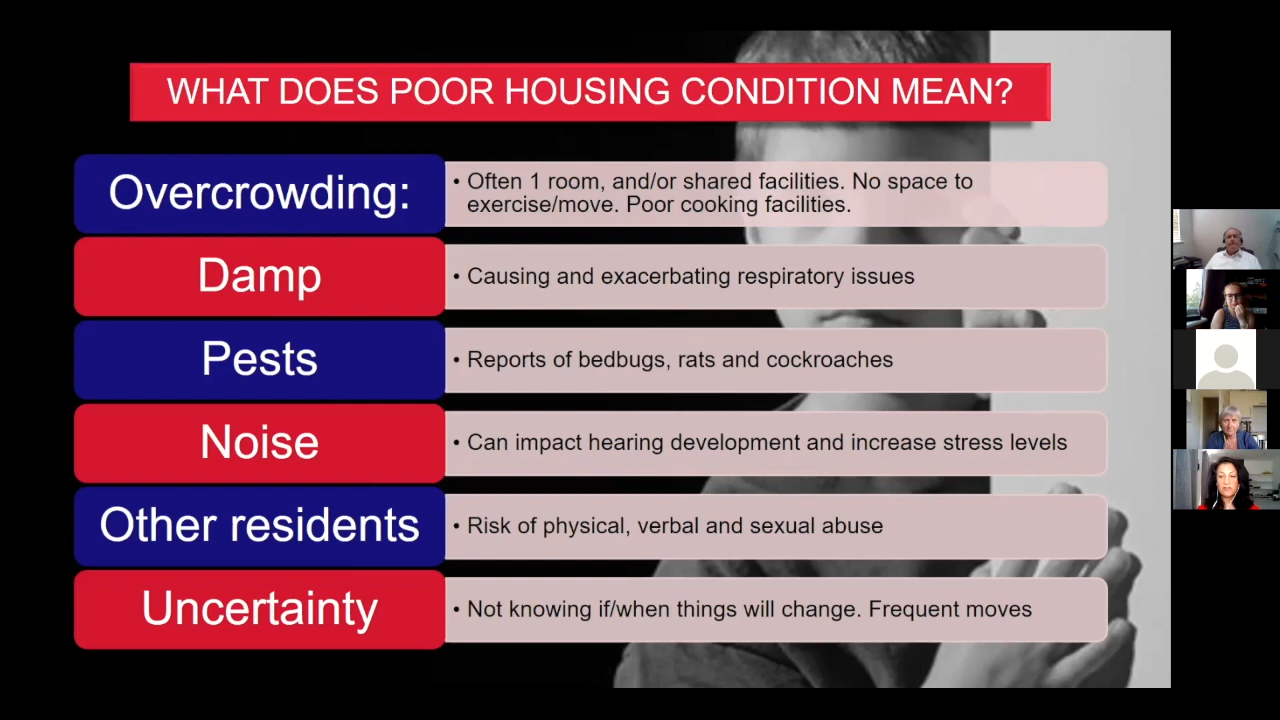 WHAT DOES POOR HOUSING CONDITION MEAN?
Overcrowding:
• Often 1 room, and/or shared facilities. No space to
exercise/move. Poor cooking facilities.
Damp
• Causing and exacerbating respiratory issues
Pests
• Reports of bedbugs, rats and cockroaches
Noise
• Can impact hearing development and increase stress levels
Other residents
• Risk of physical, verbal and sexual abuse
Uncertainty
• Not knowing if/when things will change. Frequent moves